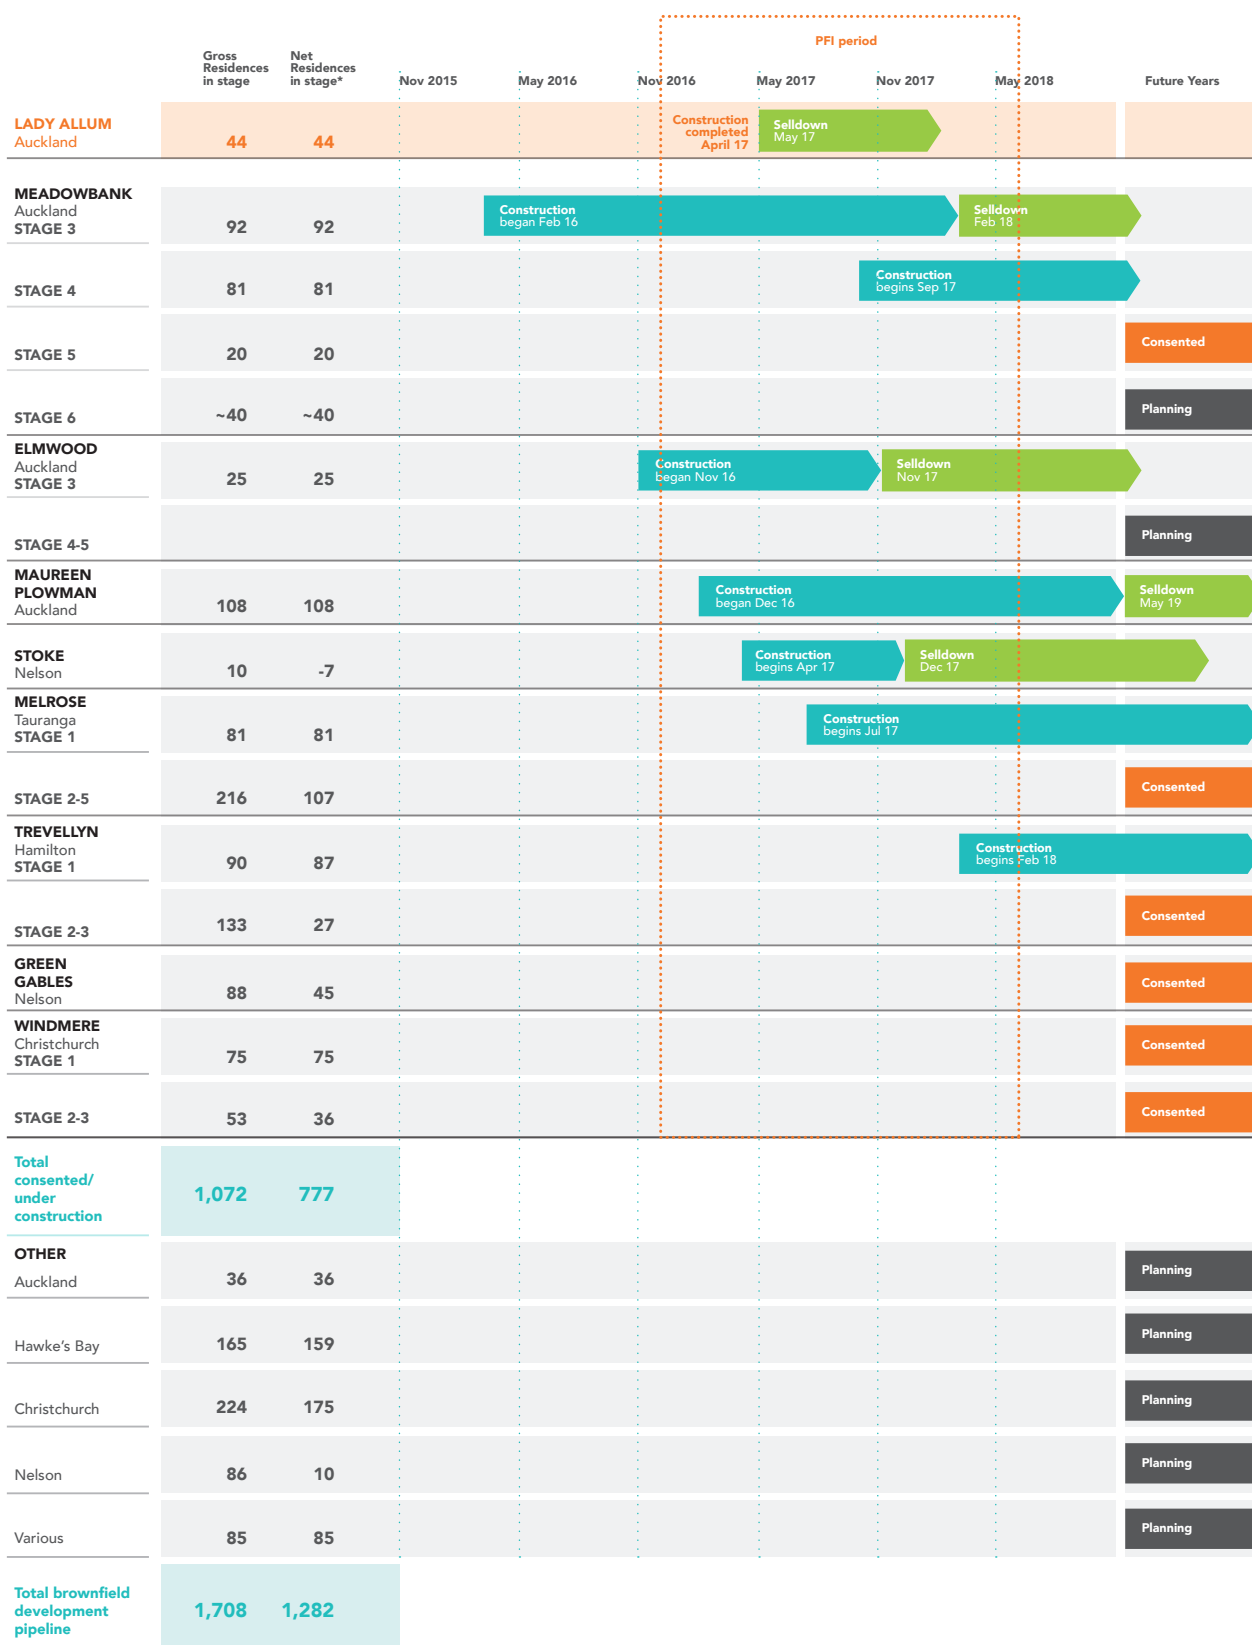 PFI period
Gross
Residences
in stage
Net
Residences
in stage*
Nov 2015
May 2016
Nov 2016
May 2017
Nov 2017
May 2018
Future Years
LADY ALLUM
Auckland
44
44
Construction
completed
April 17
Selldown
May 17
MEADOWBANK
Auckland
STAGE 3
92
92
Construction
began Feb 16
Selldown
Feb 18
STAGE 4
81
81
Construction
begins Sep 17
STAGE 5
20
20
Consented
STAGE 6
~40
~40
Planning
ELMWOOD
Auckland
STAGE 3
25
25
Construction
began Nov 16
Selldown
Nov 17
STAGE 4-5
Planning
MAUREEN
PLOWMAN
Auckland
108
108
Construction
began Dec 16
Selldown
May 19
STOKE
Nelson
10
-7
Construction
begins Apr 17
Selldown
Dec 17
MELROSE
Tauranga
STAGE 1
81
81
Construction
begins Jul 17
STAGE 2-5
216
107
Consented
TREVELLYN
Hamilton
STAGE 1
90
87
Construction
begins Feb 18
STAGE 2-3
133
27
Consented
GREEN
GABLES
Nelson
88
45
Consented
WINDMERE
Christchurch
STAGE 1
75
75
Consented
STAGE 2-3
53
36
Consented
Total
consented/
under
construction
1,072
777
OTHER
Auckland
36
36
Planning
Hawke's Bay
165
159
Planning
Christchurch
224
175
Planning
Nelson
86
10
Planning
Various
85
85
Planning
Total brownfield
development
pipeline
1,708
1,282